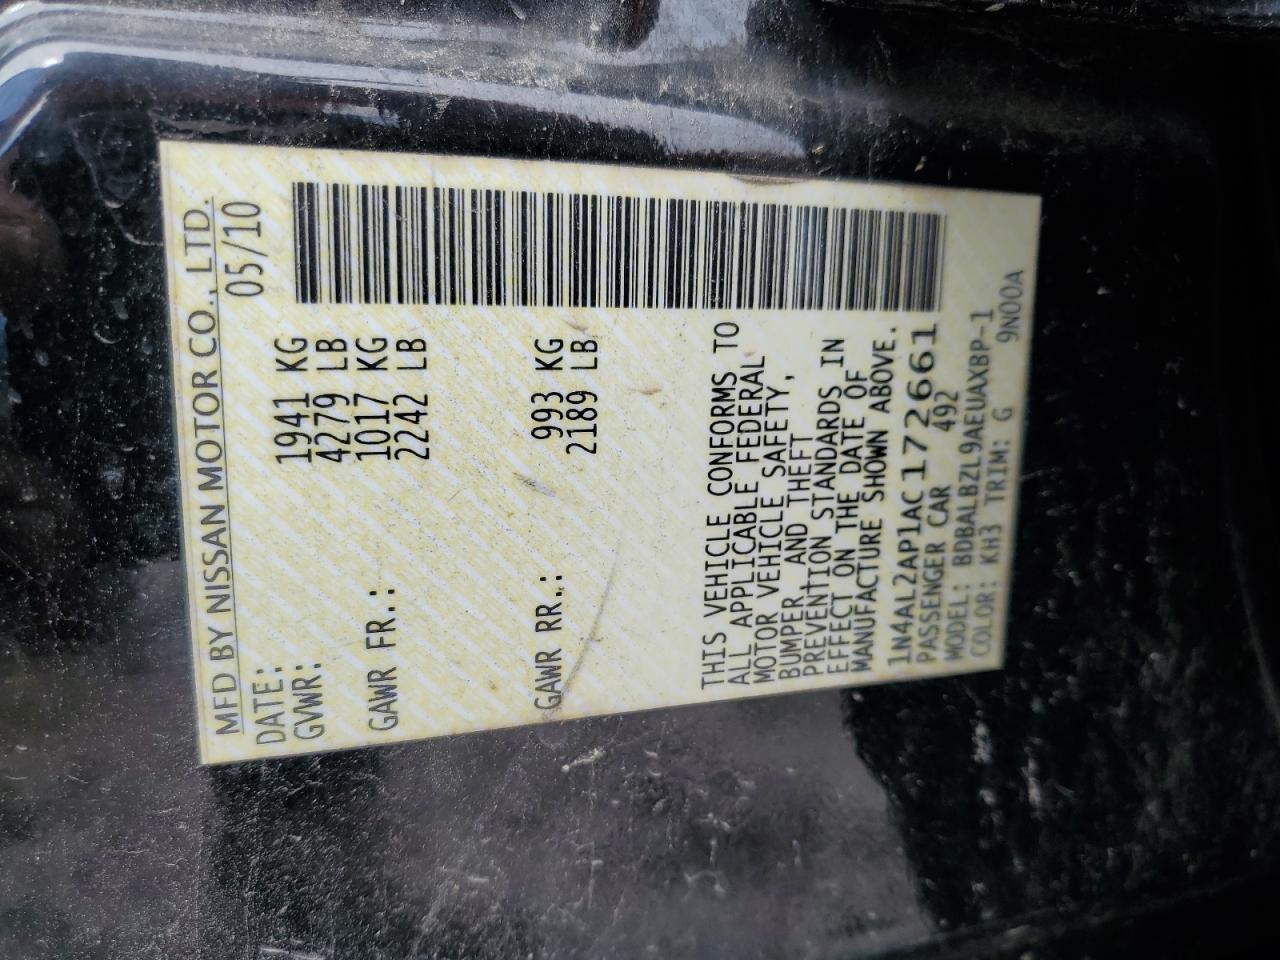 MFD BY NISSAN MOTOR CO., LTD.
DATE: 05/10
GVWR: 1941 KG
4279 LB
GAWR FR.: 1017 KG
2242 LB
GAWR RR.: 993 KG
2189 LB
THIS VEHICLE CONFORMS TO
ALL APPLICABLE FEDERAL
MOTOR VEHICLE SAFETY,
BUMPER, AND THEFT
PREVENTION STANDARDS IN
EFFECT ON THE DATE OF
MANUFACTURE SHOWN ABOVE.
1N4AL2AP1AC172661
PASSENGER CAR 492
MODEL: BDBALBZL9AEUAXBP-1
COLOR: KH3 TRIM: G 9N00A